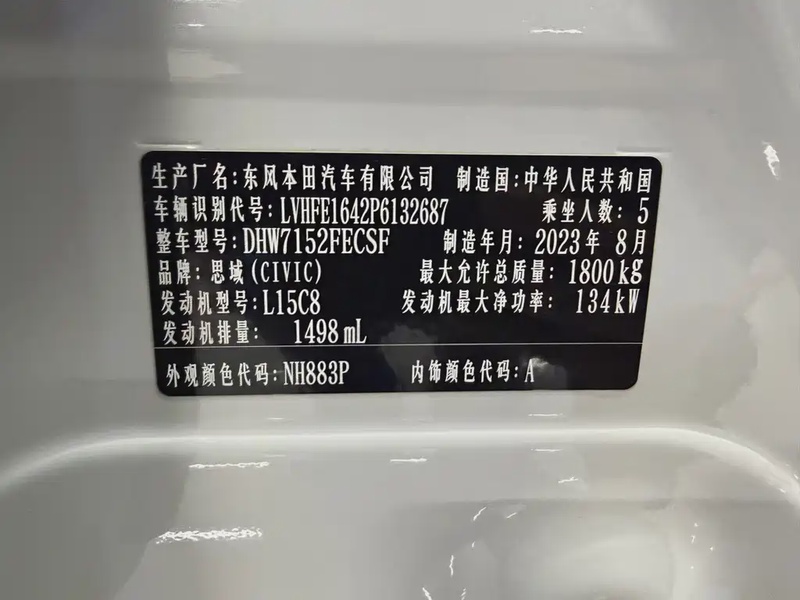 生产厂名:东风本田汽车有限公司 制造国:中华人民共和国
车辆识别代号:LVHFE1642P6132687 乘坐人数:5
整车型号:DHW7152FECSF 制造年月:2023年8月
品牌:思域(CIVIC) 最大允许总质量:1800kg
发动机型号:L15C8 发动机最大净功率:134kW
发动机排量:1498mL
外观颜色代码:NH883P 内饰颜色代码:A